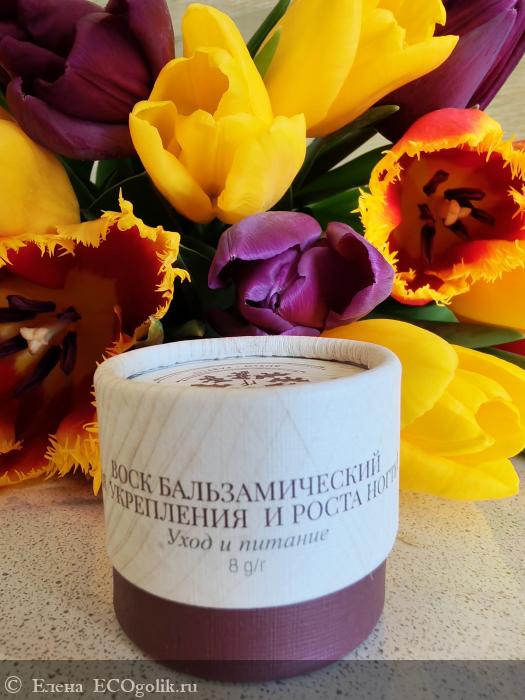 ВОСК БАЛЬЗАМИЧЕСКИЙ
УКРЕПЛЕНИЯ И РОСТА НОГТ
Уход и питание
8 g/г
© Елена ECOgolik.ru